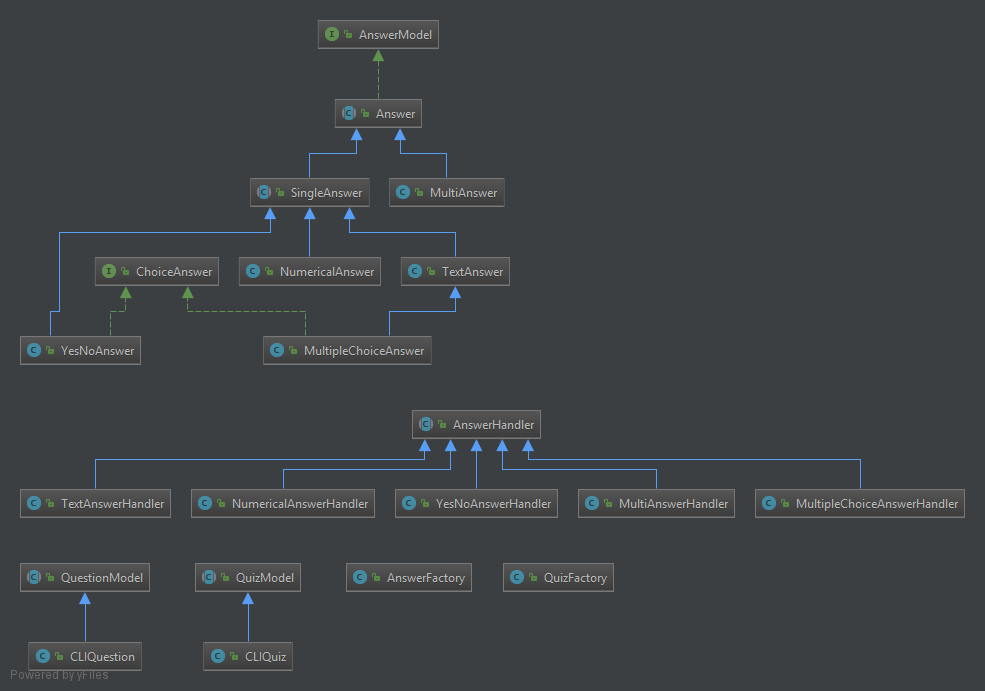 AnswerModel
Answer
SingleAnswer
MultiAnswer
ChoiceAnswer
NumericalAnswer
TextAnswer
YesNoAnswer
MultipleChoiceAnswer
AnswerHandler
TextAnswerHandler
NumericalAnswerHandler
YesNoAnswerHandler
MultiAnswerHandler
MultipleChoiceAnswerHandler
QuestionModel
QuizModel
AnswerFactory
QuizFactory
CLIQuestion
CLIQuiz
Powered by yFiles